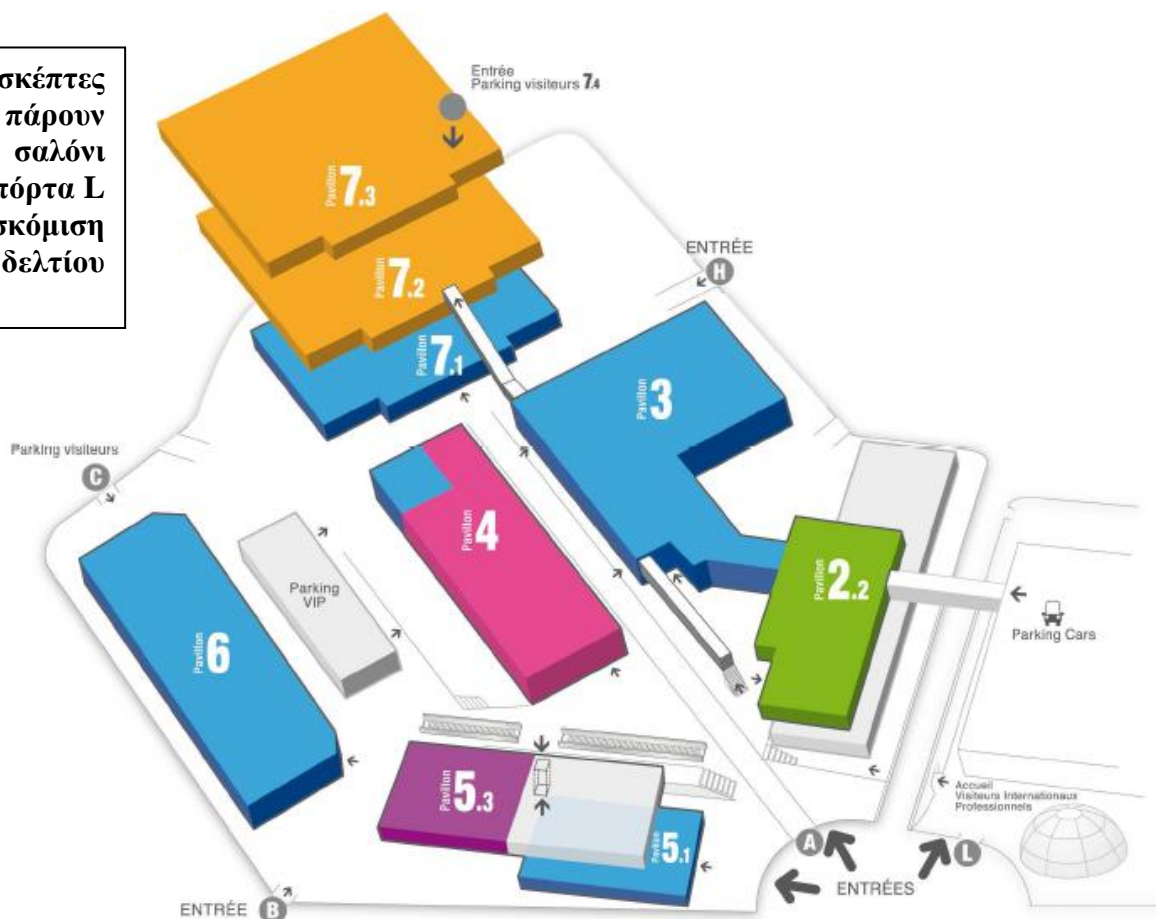 σκέπτες
πάρουν
σαλόνι
πόρτα L
σκόμιση
δελτίου
Entrée
Parking visiteurs 7.4
Pavillon 7.3
ENTRÉE
H
Pavillon 7.2
Pavillon 7.1
Pavillon 3
Parking visiteurs
C
Pavillon 4
Pavillon 2.2
Parking
VIP
Parking Cars
Pavillon 6
Pavillon 5.3
Accueil
Visiteurs Internationaux
Professionnels
Pavillon 5.1
A
L
ENTRÉES
ENTRÉE B